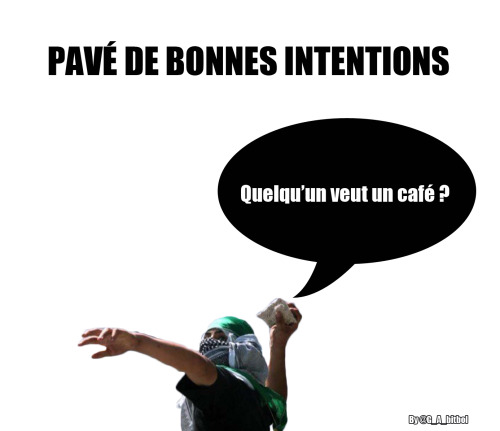 PAVÉ DE BONNES INTENTIONS
Quelqu'un veut un café ?
By @G_A_bitbol